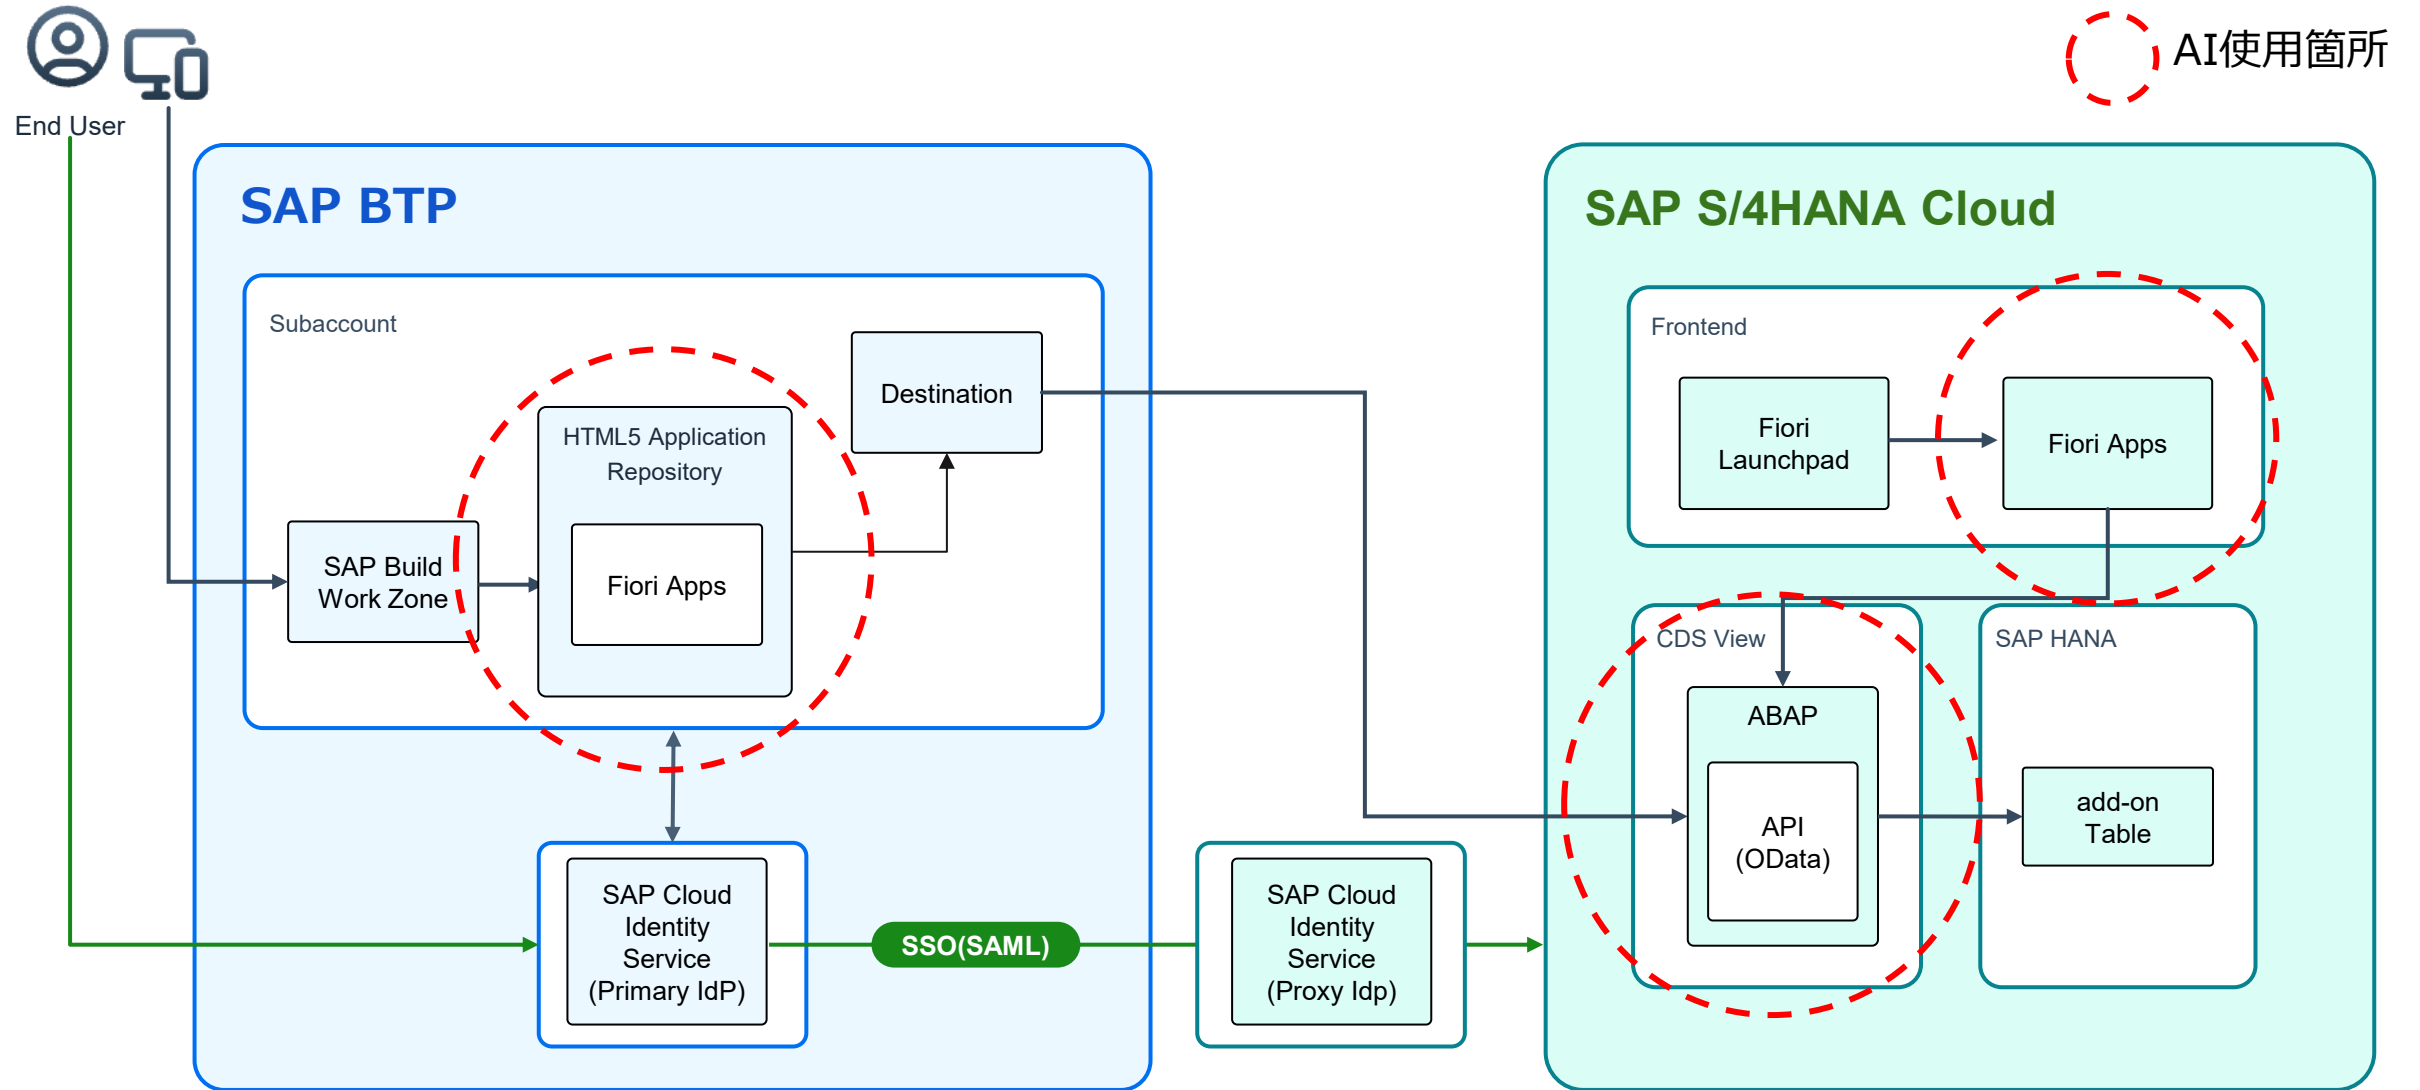 AI使用箇所
End User
SAP BTP
Subaccount
Destination
HTML5 Application
Repository
Fiori Apps
SAP Build
Work Zone
SAP Cloud
Identity
Service
(Primary IdP)
SSO(SAML)
SAP Cloud
Identity
Service
(Proxy Idp)
SAP S/4HANA Cloud
Frontend
Fiori
Launchpad
Fiori Apps
CDS View
ABAP
API
(OData)
SAP HANA
add-on
Table